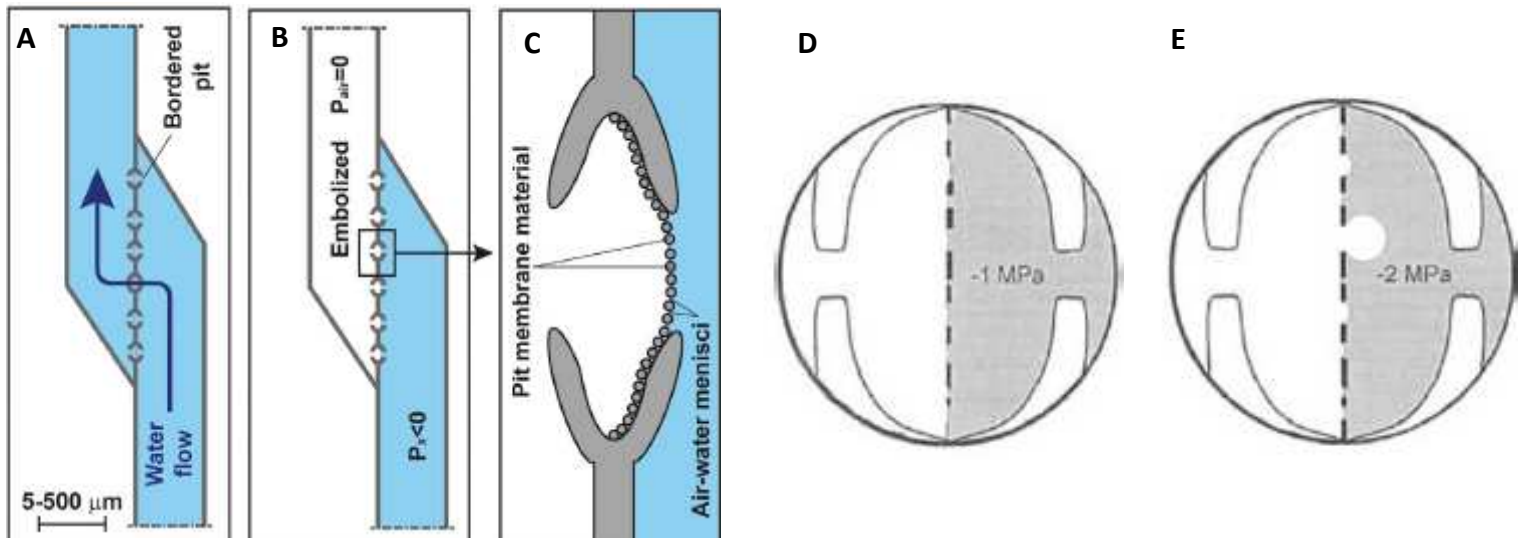 A
Bordered
pit
Water
flow
5-500 μm
B
Embolized Pair=0
Px<0
C
Pit membrane material
Air-water menisci
D
-1 MPa
E
-2 MPa